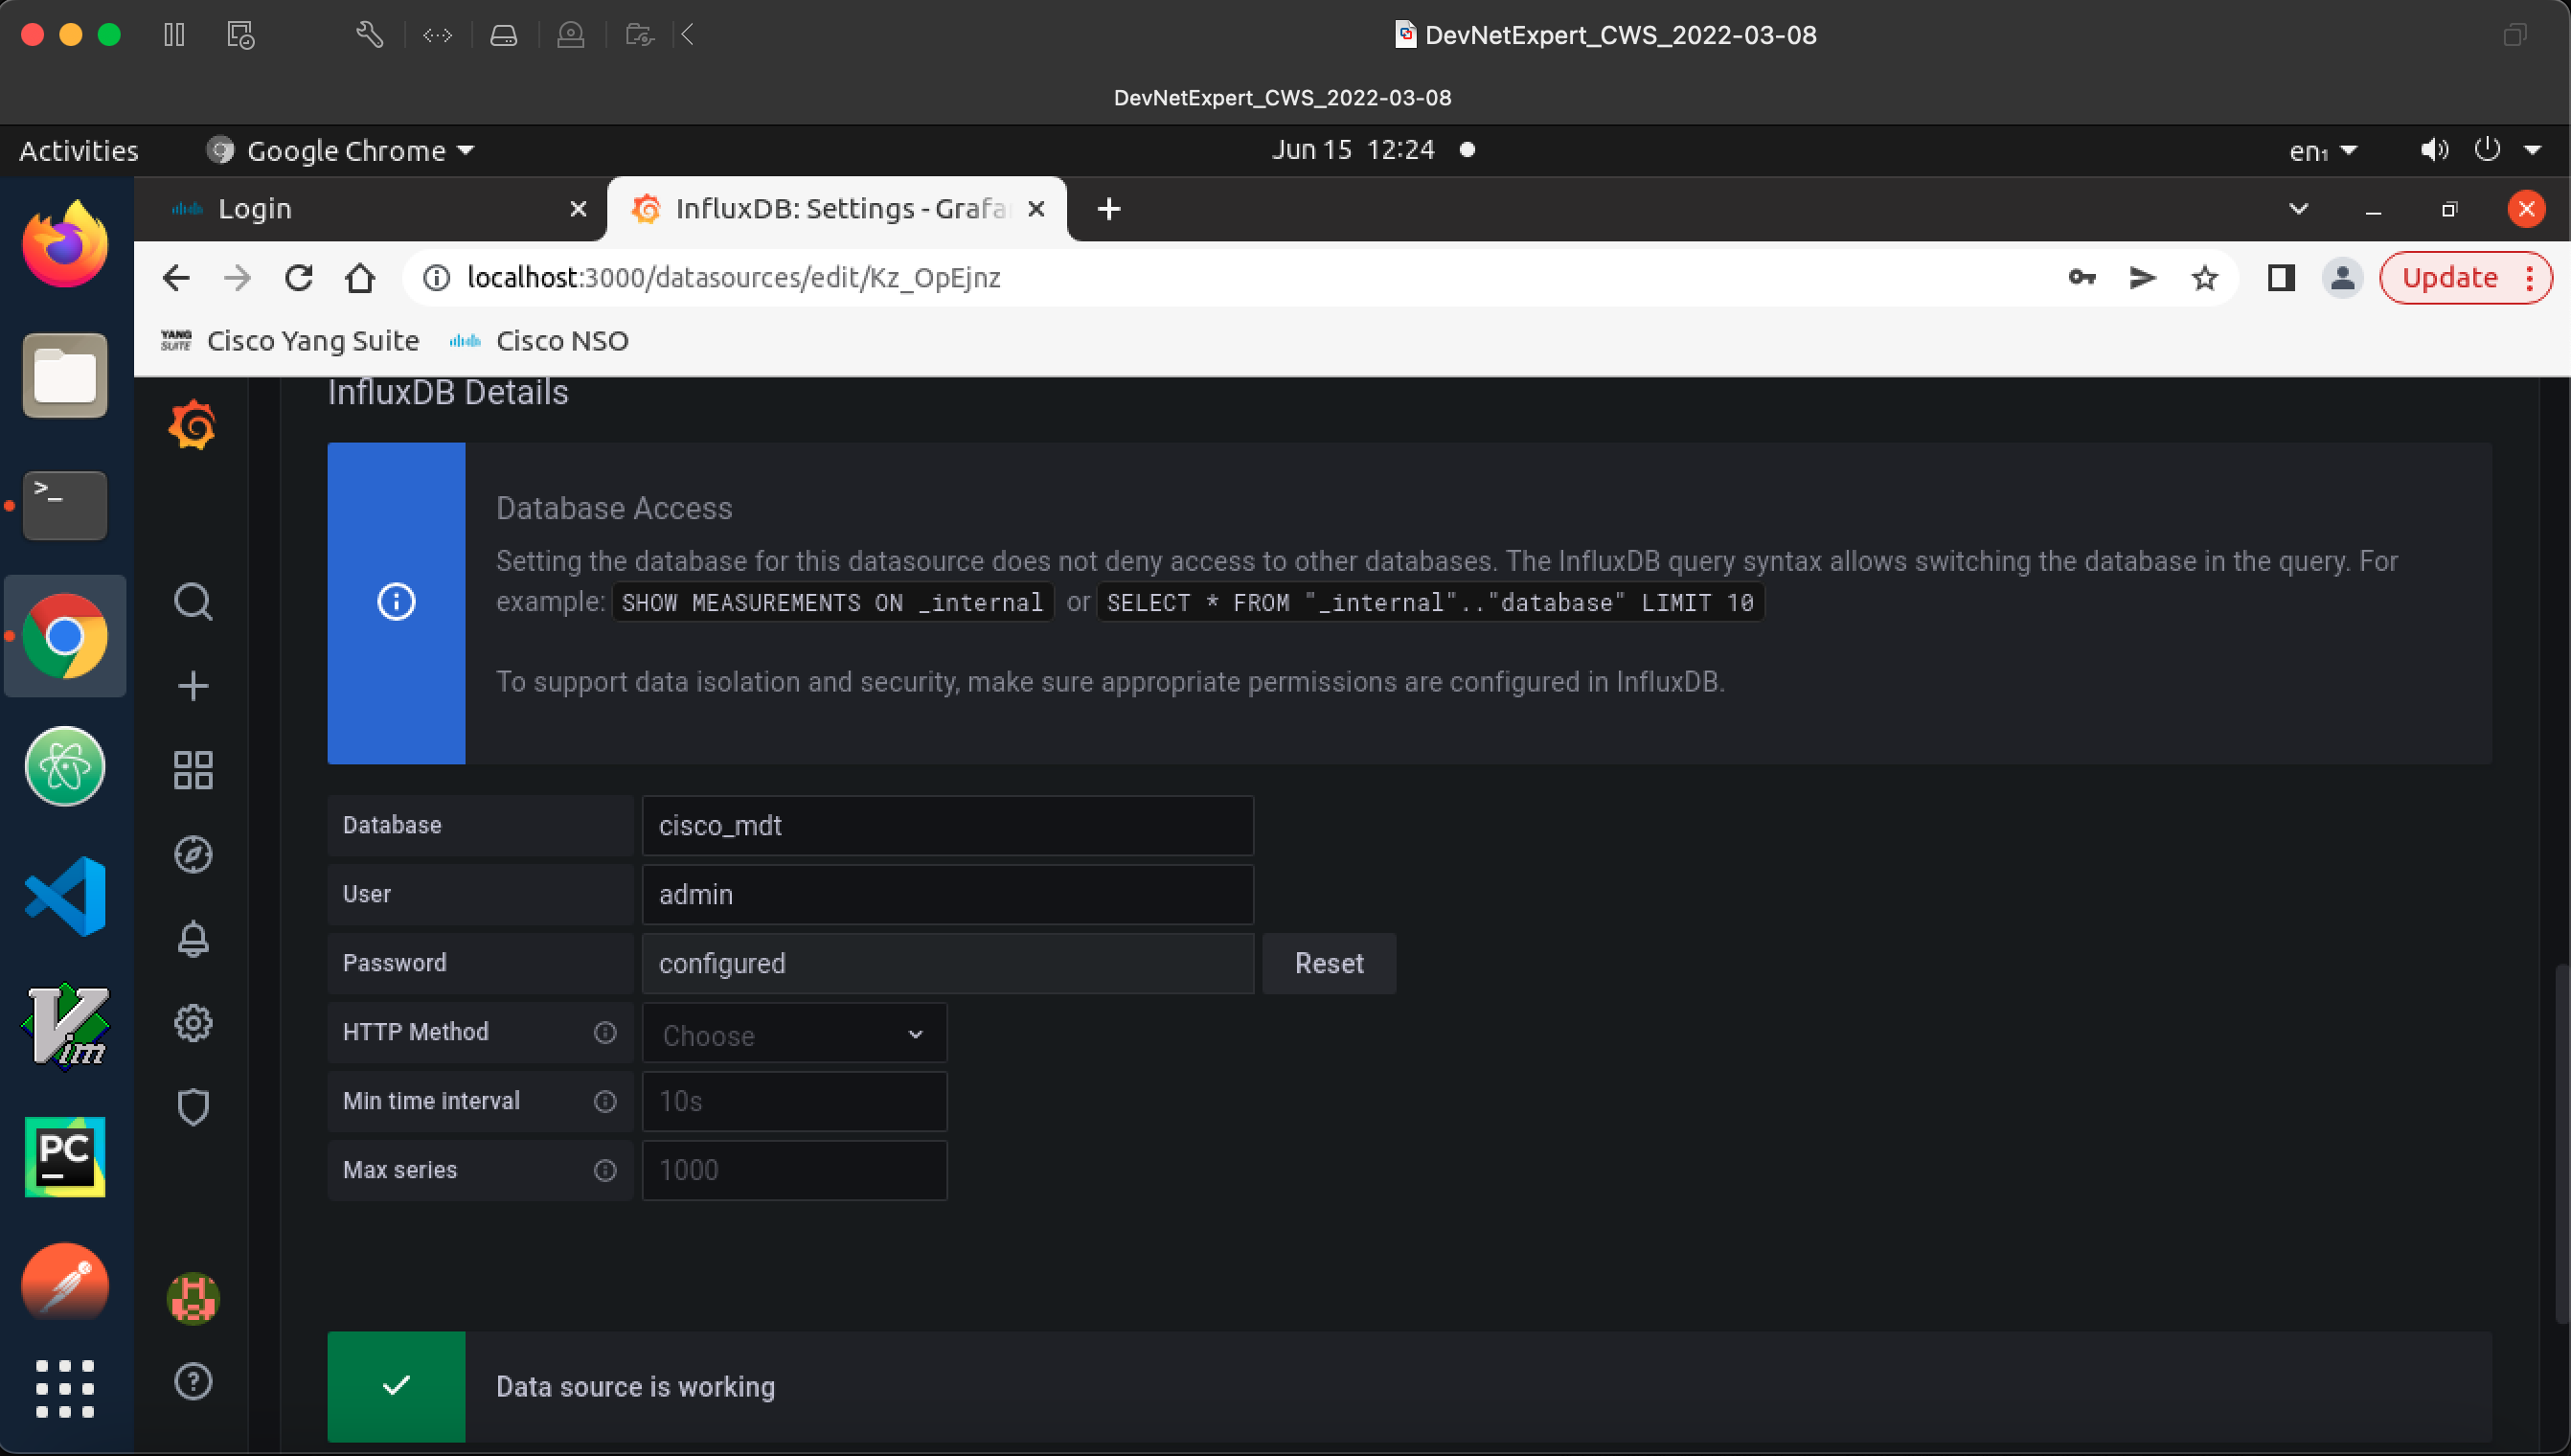 DevNetExpert_CWS_2022-03-08
DevNetExpert_CWS_2022-03-08
Activities
Google Chrome
Jun 15 12:24
en₁
Login
InfluxDB: Settings - Grafa
localhost:3000/datasources/edit/Kz_OpEjnz
Update
YANG SUITE
Cisco Yang Suite
Cisco NSO
InfluxDB Details
Database Access
Setting the database for this datasource does not deny access to other databases. The InfluxDB query syntax allows switching the database in the query. For
example: SHOW MEASUREMENTS ON _internal or SELECT * FROM "_internal".."database" LIMIT 10
To support data isolation and security, make sure appropriate permissions are configured in InfluxDB.
Database
cisco_mdt
User
admin
Password
configured
Reset
HTTP Method
Choose
Min time interval
10s
Max series
1000
Data source is working
>_
Vim
PC